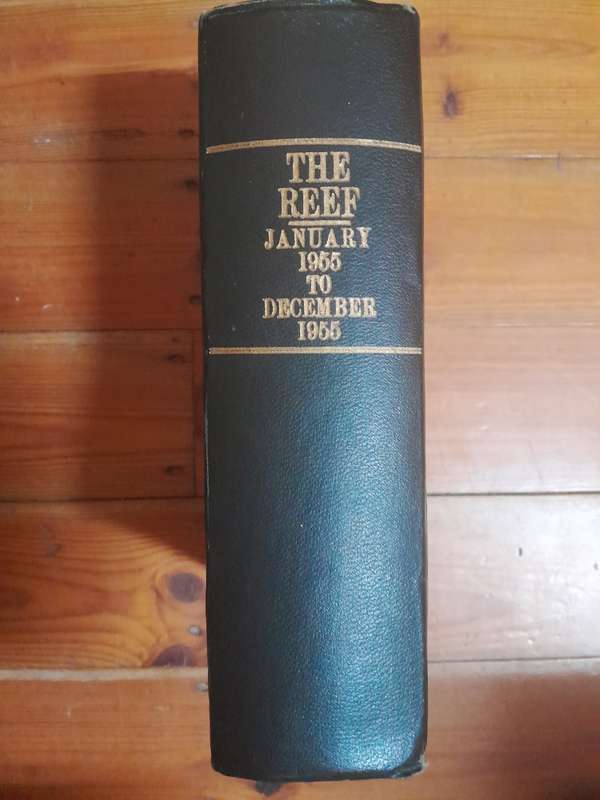 THE
REEF
JANUARY
1955
TO
DECEMBER
1955